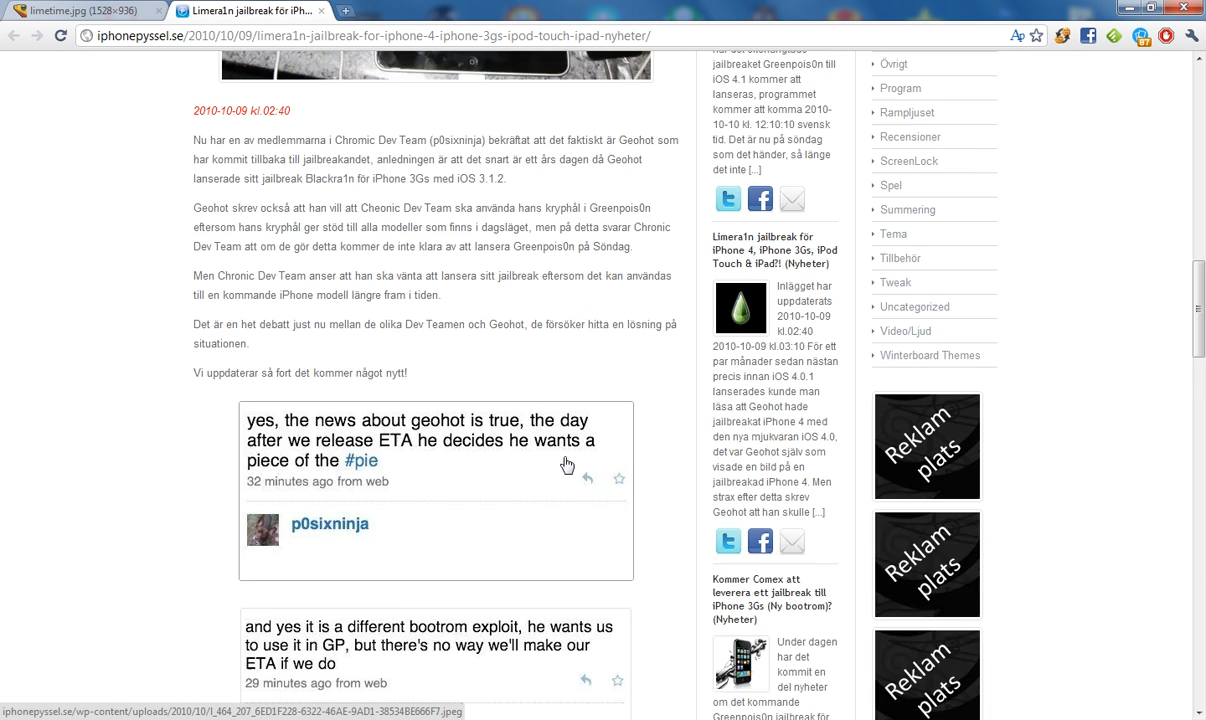 limetime.jpg (1528×936)
Limera1n jailbreak för iPh...
iphonepyssel.se/2010/10/09/limera1n-jailbreak-for-iphone-4-iphone-3gs-ipod-touch-ipad-nyheter/
2010-10-09 kl.02:40
Nu har en av medlemmarna i Chromic Dev Team (p0sixninja) bekräftat att det faktiskt är Geohot som
har kommit tillbaka till jailbreakandet, anledningen är att det snart är ett års dagen då Geohot
lanserade sitt jailbreak Blackra1n för iPhone 3Gs med iOS 3.1.2.
Geohot skrev också att han vill att Cheonic Dev Team ska använda hans kryphål i Greenpois0n
eftersom hans kryphål ger stöd till alla modeller som finns i dagsläget, men på detta svarar Chronic
Dev Team att om de gör detta kommer de inte klara av att lansera Greenpois0n på Söndag.
Men Chronic Dev Team anser att han ska vänta att lansera sitt jailbreak eftersom det kan användas
till en kommande iPhone modell längre fram i tiden.
Det är en het debatt just nu mellan de olika Dev Teamen och Geohot, de försöker hitta en lösning på
situationen.
Vi uppdaterar så fort det kommer något nytt!
yes, the news about geohot is true, the day
after we release ETA he decides he wants a
piece of the #pie
32 minutes ago from web
p0sixninja
and yes it is a different bootrom exploit, he wants us
to use it in GP, but there's no way we'll make our
ETA if we do
29 minutes ago from web
iphonepyssel.se/wp-content/uploads/2010/10/l_464_207_6ED1F228-6322-46AE-9AD1-38534BE666F7.jpeg
jailbreaket Greenpois0n till
iOS 4.1 kommer att
lanseras, programmet
kommer att komma 2010-
10-10 kl. 12:10:10 svensk
tid. Det är nu på söndag
som det händer, så länge
det inte [...]
Limera1n jailbreak för
iPhone 4, iPhone 3Gs, iPod
Touch & iPad?! (Nyheter)
Inlägget har
uppdaterats
2010-10-09
kl.02:40
2010-10-09 kl.03:10 För ett
par månader sedan nästan
precis innan iOS 4.0.1
lanserades kunde man
läsa att Geohot hade
jailbreakat iPhone 4 med
den nya mjukvaran iOS 4.0,
det var Geohot själv som
visade en bild på en
jailbreakad iPhone 4. Men
strax efter detta skrev
Geohot att han skulle [...]
Kommer Comex att
leverera ett jailbreak till
iPhone 3Gs (Ny bootrom)?
(Nyheter)
Under dagen
har det
kommit en
del nyheter
om det kommande
Greenpois0n från
Övrigt
Program
Rampljuset
Recensioner
ScreenLock
Spel
Summering
Tema
Tillbehör
Tweak
Uncategorized
Video/Ljud
Winterboard Themes
Reklam
plats
Reklam
plats
Reklam
plats
97